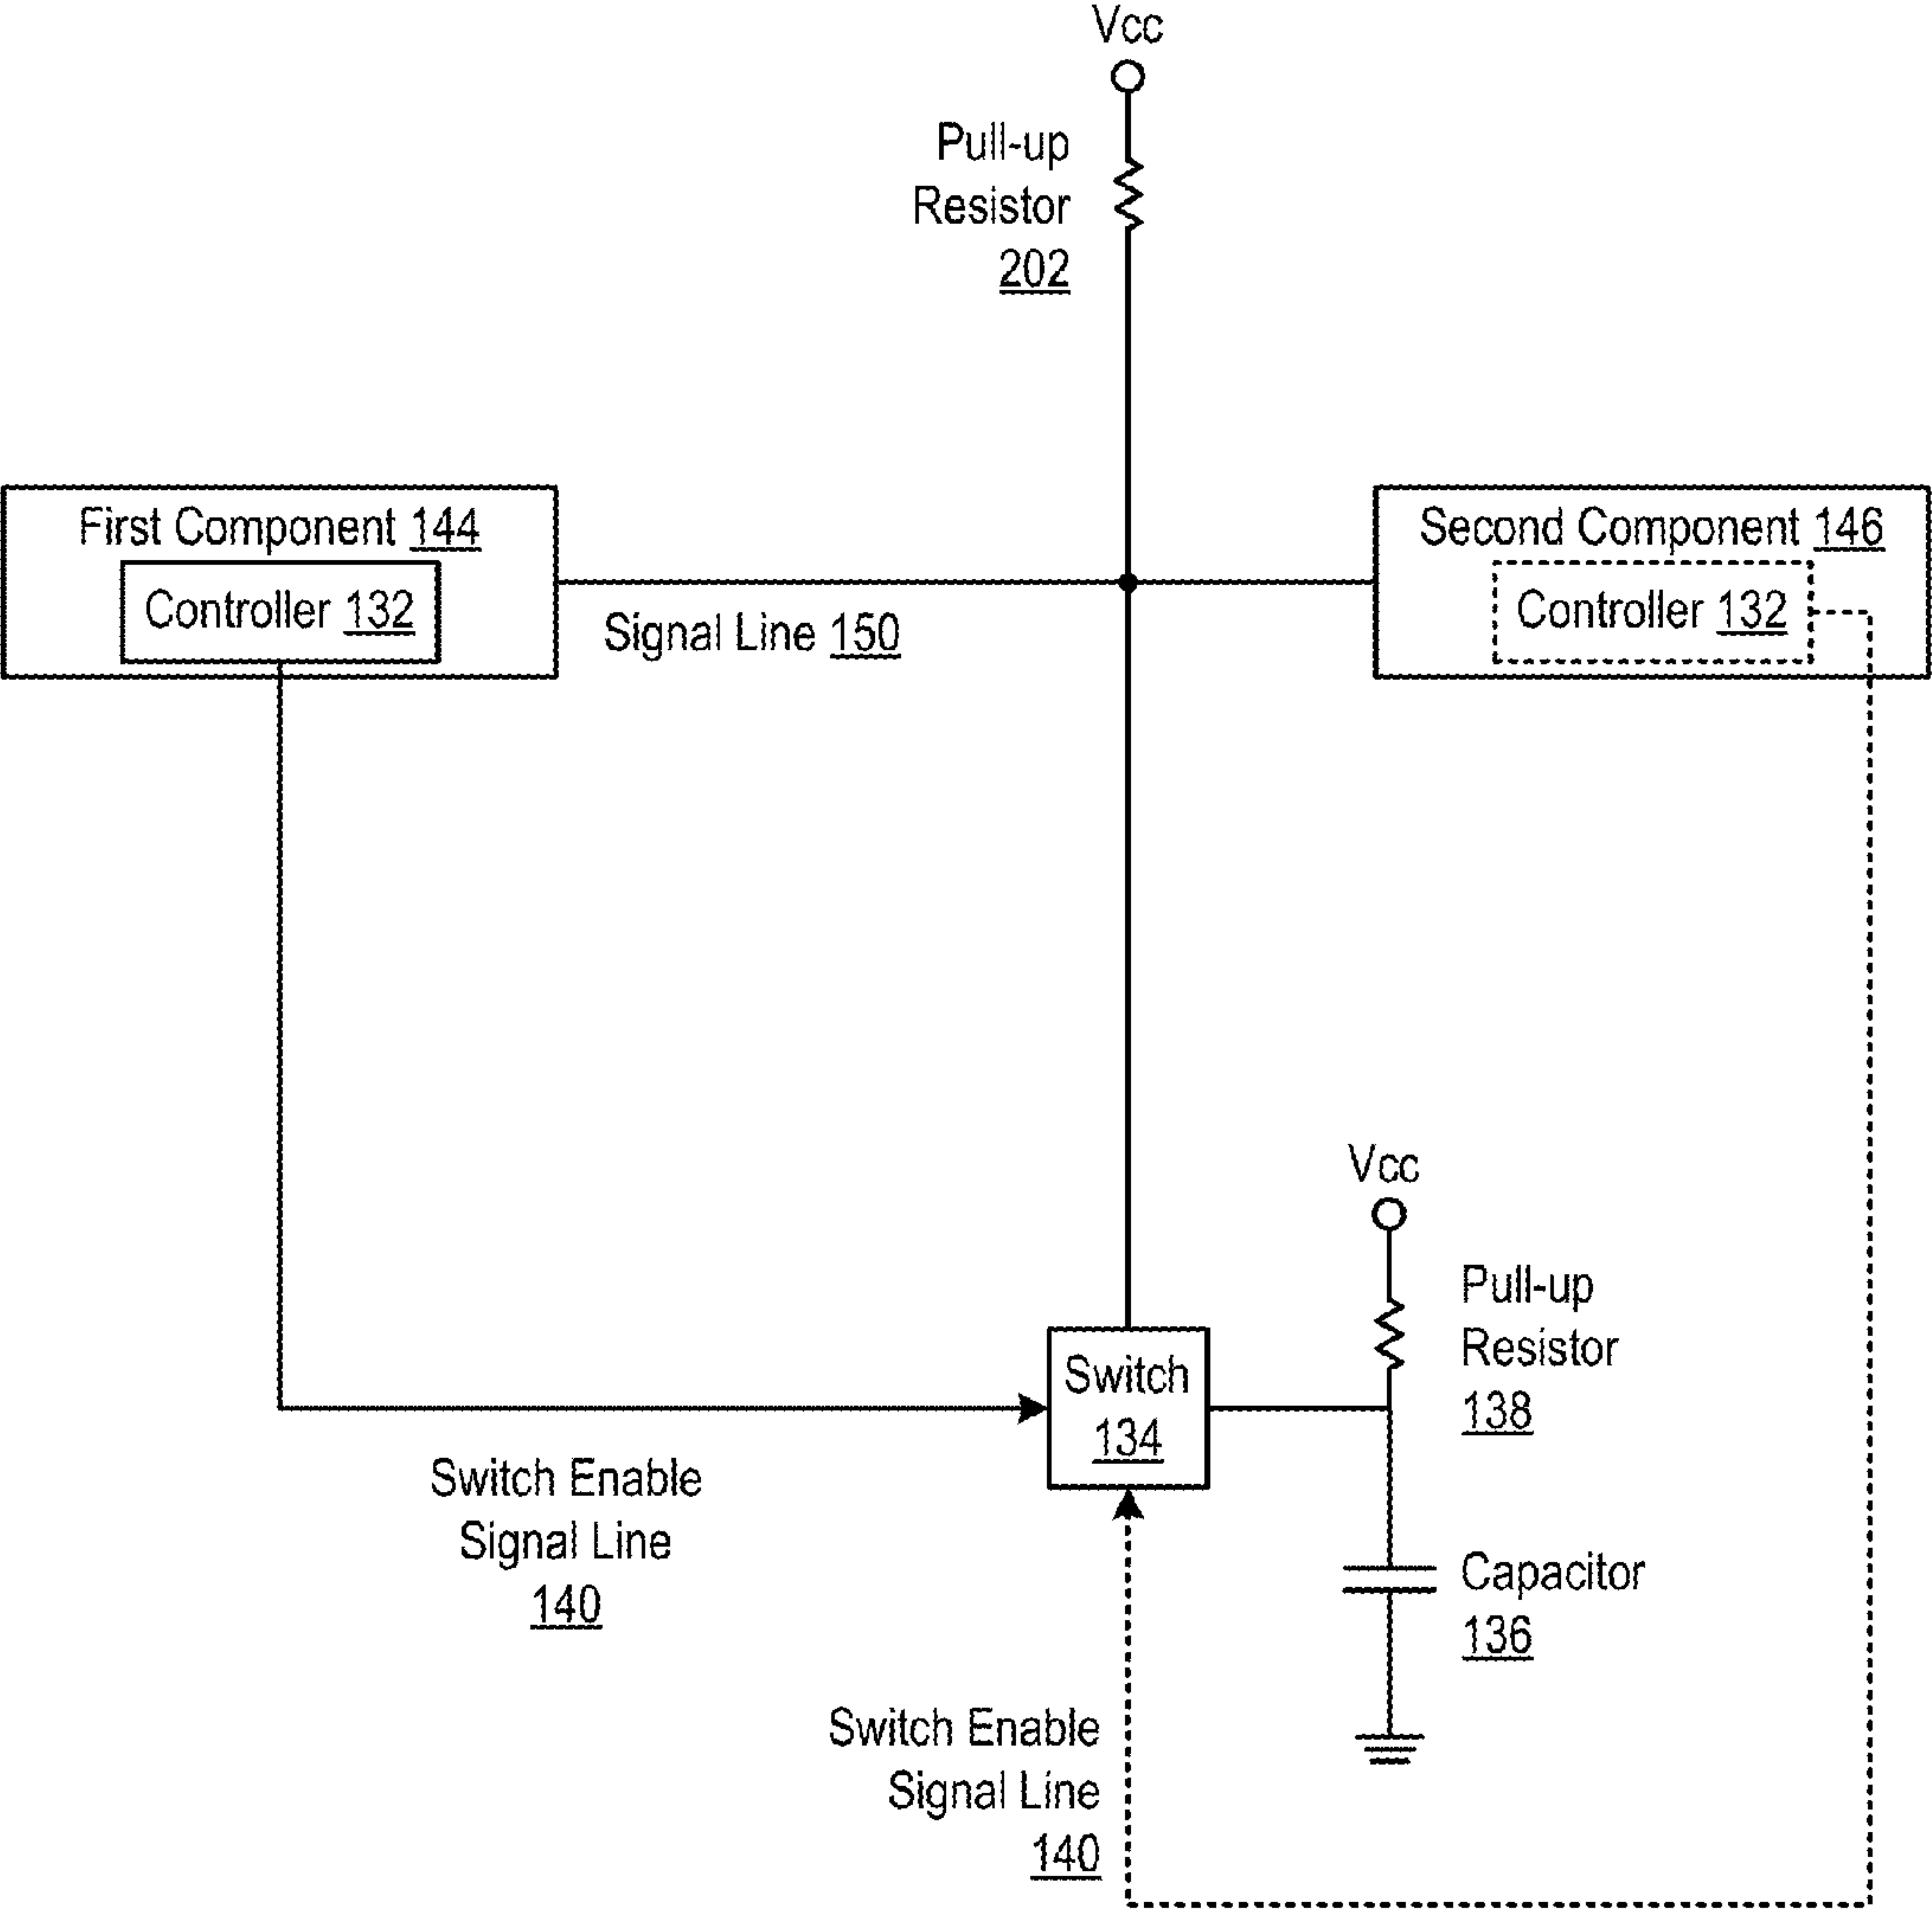 Vcc
Pull-up
Resistor
202
First Component 144
Controller 132
Signal Line 150
Second Component 146
Controller 132
Vcc
Pull-up
Resistor
138
Switch
134
Switch Enable
Signal Line
140
Capacitor
136
Switch Enable
Signal Line
140